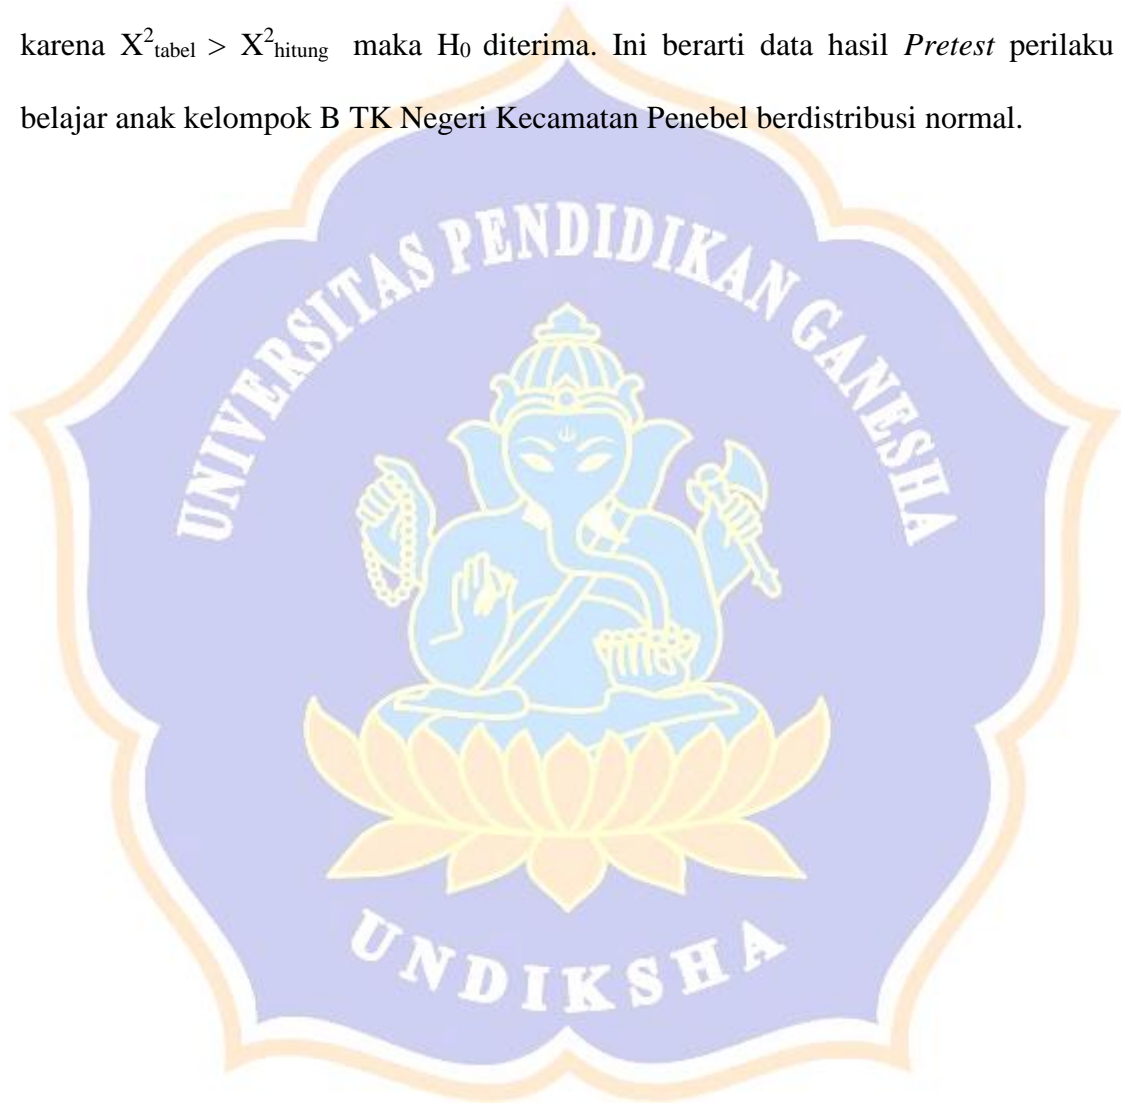 karena X²tabel > X²hitung maka H₀ diterima. Ini berarti data hasil Pretest perilaku
belajar anak kelompok B TK Negeri Kecamatan Penebel berdistribusi normal.
UNIVERSITAS PENDIDIKAN GANESHA
UNDIKSHA